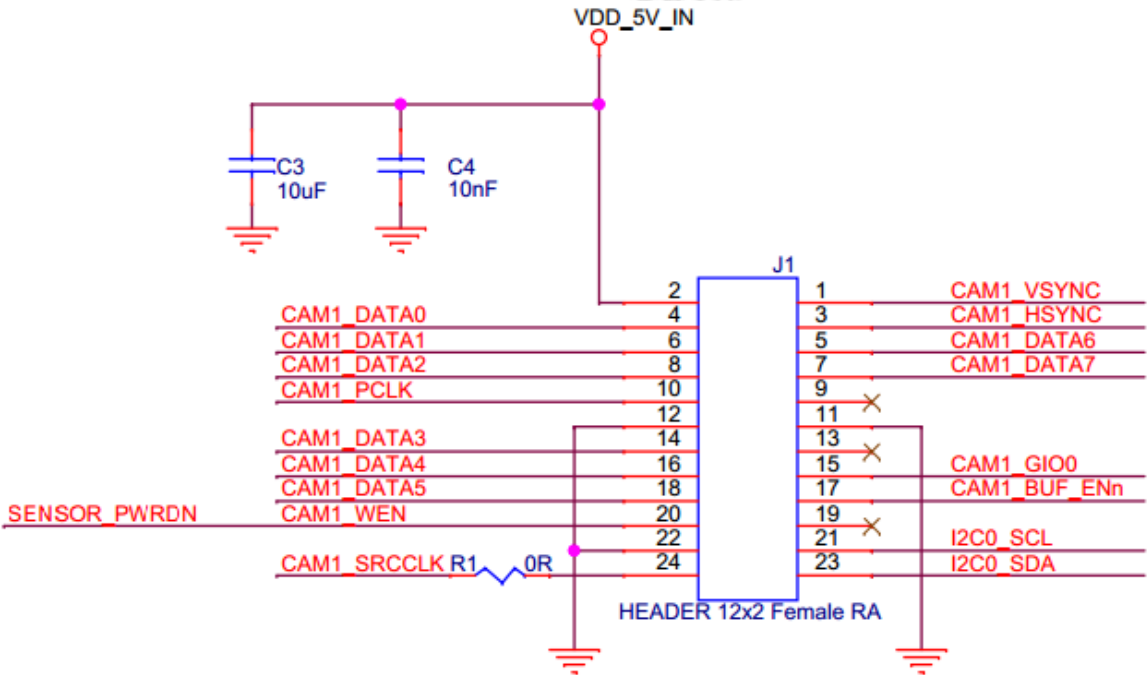 VDD_5V_IN
C3
10uF
C4
10nF
J1
2 1 CAM1_VSYNC
CAM1_DATA0 4 3 CAM1_HSYNC
CAM1_DATA1 6 5 CAM1_DATA6
CAM1_DATA2 8 7 CAM1_DATA7
CAM1_PCLK 10 9
12 11
CAM1_DATA3 14 13
CAM1_DATA4 16 15 CAM1_GIO0
CAM1_DATA5 18 17 CAM1_BUF_ENn
SENSOR_PWRDN CAM1_WEN 20 19
22 21 I2C0_SCL
CAM1_SRCCLK R1 0R 24 23 I2C0_SDA
HEADER 12x2 Female RA